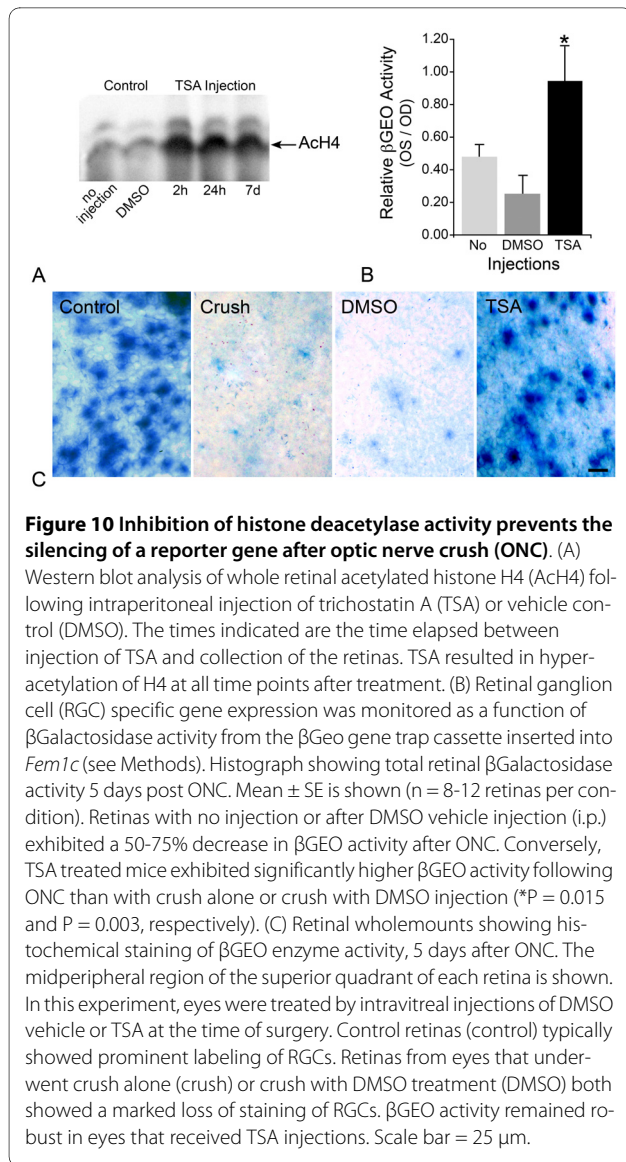 Control TSA Injection
AcH4
no injection DMSO 2h 24h 7d
Relative βGEO Activity
(OS / OD)
1.20
1.00
0.80
0.60
0.40
0.20
0.00
*
No DMSO TSA
Injections
A B
Control Crush DMSO TSA
C
Figure 10 Inhibition of histone deacetylase activity prevents the
silencing of a reporter gene after optic nerve crush (ONC). (A)
Western blot analysis of whole retinal acetylated histone H4 (AcH4) fol-
lowing intraperitoneal injection of trichostatin A (TSA) or vehicle con-
trol (DMSO). The times indicated are the time elapsed between
injection of TSA and collection of the retinas. TSA resulted in hyper-
acetylation of H4 at all time points after treatment. (B) Retinal ganglion
cell (RGC) specific gene expression was monitored as a function of
βGalactosidase activity from the βGeo gene trap cassette inserted into
Fem1c (see Methods). Histograph showing total retinal βGalactosidase
activity 5 days post ONC. Mean ± SE is shown (n = 8-12 retinas per con-
dition). Retinas with no injection or after DMSO vehicle injection (i.p.)
exhibited a 50-75% decrease in βGEO activity after ONC. Conversely,
TSA treated mice exhibited significantly higher βGEO activity following
ONC than with crush alone or crush with DMSO injection (*P = 0.015
and P = 0.003, respectively). (C) Retinal wholemounts showing his-
tochemical staining of βGEO enzyme activity, 5 days after ONC. The
midperipheral region of the superior quadrant of each retina is shown.
In this experiment, eyes were treated by intravitreal injections of DMSO
vehicle or TSA at the time of surgery. Control retinas (control) typically
showed prominent labeling of RGCs. Retinas from eyes that under-
went crush alone (crush) or crush with DMSO treatment (DMSO) both
showed a marked loss of staining of RGCs. βGEO activity remained ro-
bust in eyes that received TSA injections. Scale bar = 25 μm.